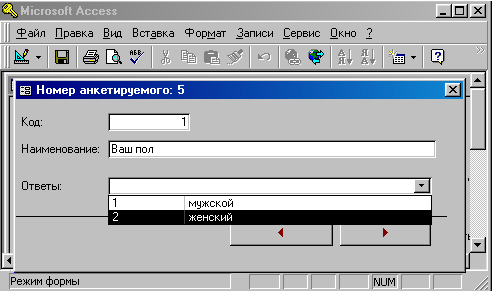 Microsoft Access
Файл Правка Вид Вставка Формат Записи Сервис Окно ?
Номер анкетируемого: 5
Код: 1
Наименование: Ваш пол
Ответы:
1 мужской
2 женский
Режим формы NUM